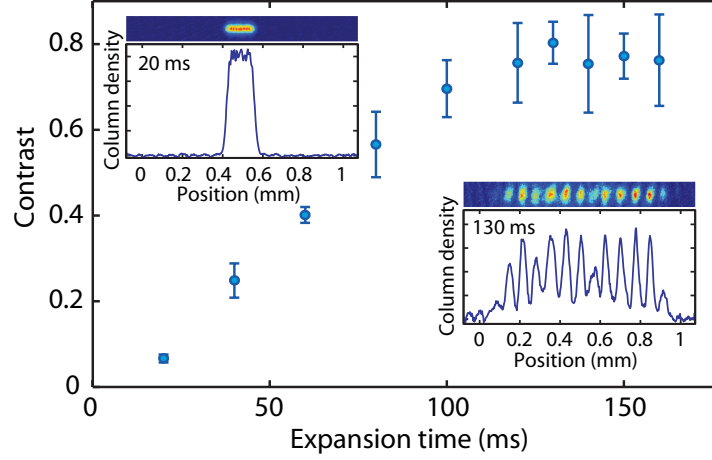 0.8
0.6
0.4
0.2
0
Contrast
0
50
100
150
Expansion time (ms)
20 ms
Column density
0 0.2 0.4 0.6 0.8 1
Position (mm)
130 ms
Column density
0 0.2 0.4 0.6 0.8 1
Position (mm)